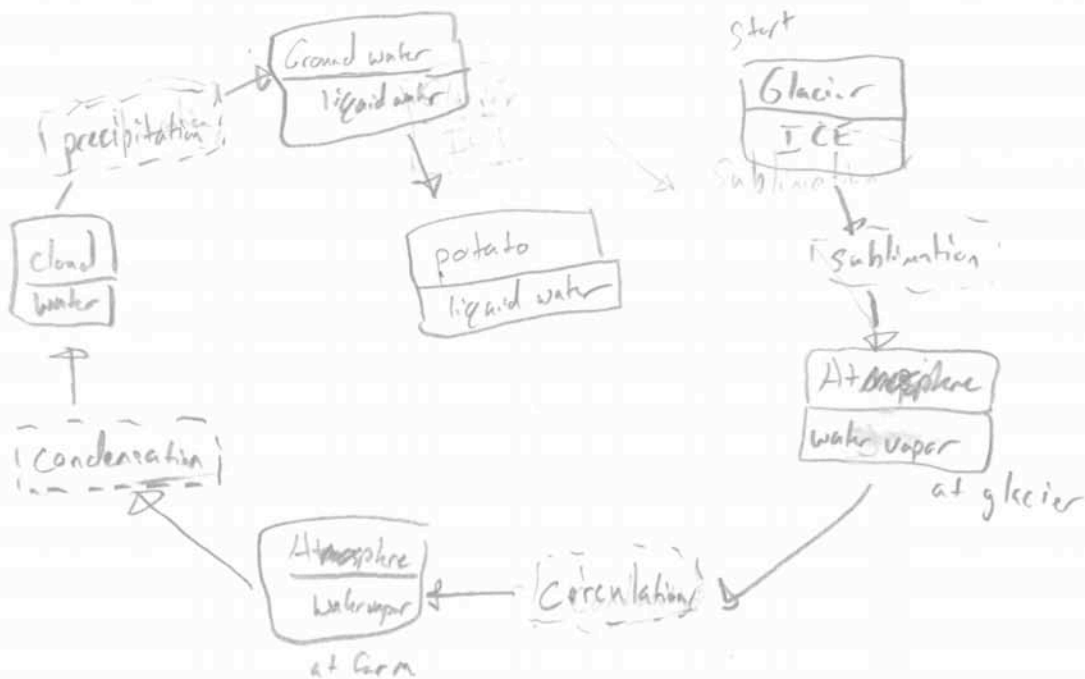 Start
Glacier
ICE
Sublimation
sublimation
Atmosphere
water vapor
at glacier
Circulation
Atmosphere
Water vapor
at farm
Condensation
cloud
water
precipitation
Ground water
liquid water
potato
liquid water